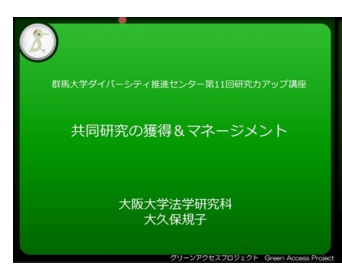 群馬大学ダイバーシティ推進センター第11回研究力アップ講座
共同研究の獲得＆マネージメント
大阪大学法学研究科
大久保規子
グリーンアクセスプロジェクト Green Access Project